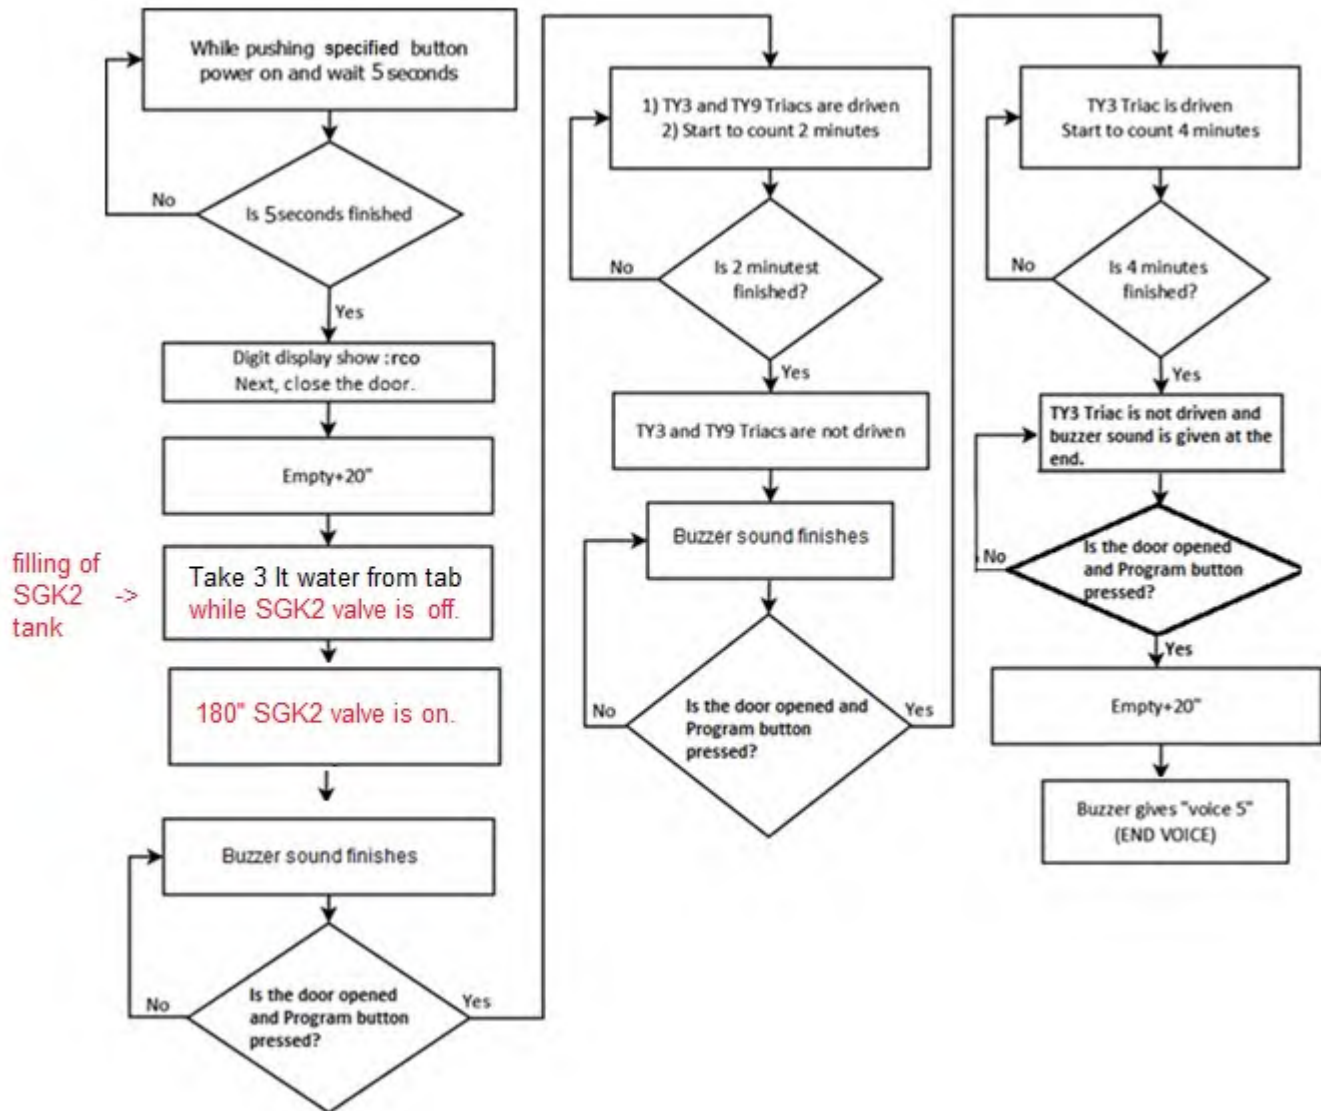 While pushing specified button
power on and wait 5 seconds
No
Is 5seconds finished
Yes
Digit display show :rco
Next, close the door.
Empty+20"
filling of
SGK2 ->
tank
Take 3 lt water from tab
while SGK2 valve is off.
180" SGK2 valve is on.
Buzzer sound finishes
No
Is the door opened
and Program button
pressed?
Yes
1) TY3 and TY9 Triacs are driven
2) Start to count 2 minutes
No
Is 2 minutest
finished?
Yes
TY3 and TY9 Triacs are not driven
Buzzer sound finishes
No
Is the door opened and
Program button
pressed?
Yes
TY3 Triac is driven
Start to count 4 minutes
No
Is 4 minutes
finished?
Yes
TY3 Triac is not driven and
buzzer sound is given at the
end.
No
Is the door opened
and Program button
pressed?
Yes
Empty+20"
Buzzer gives "voice 5"
(END VOICE)